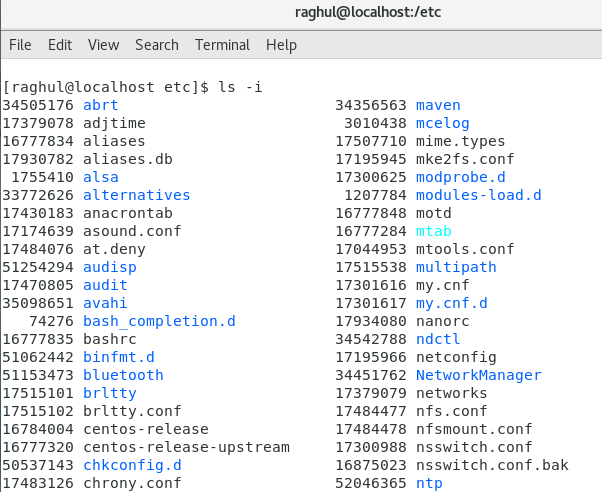 raghul@localhost:/etc
File Edit View Search Terminal Help
[raghul@localhost etc]$ ls -i
34505176 abrt 34356563 maven
17379078 adjtime 3010438 mcelog
16777834 aliases 17507710 mime.types
17930782 aliases.db 17195945 mke2fs.conf
1755410 alsa 17300625 modprobe.d
33772626 alternatives 1207784 modules-load.d
17430183 anacrontab 16777848 motd
17174639 asound.conf 16777284 mtab
17484076 at.deny 17044953 mtools.conf
51254294 audisp 17515538 multipath
17470805 audit 17301616 my.cnf
35098651 avahi 17301617 my.cnf.d
74276 bash_completion.d 17934080 nanorc
16777835 bashrc 34542788 ndctl
51062442 binfmt.d 17195966 netconfig
51153473 bluetooth 34451762 NetworkManager
17515101 brltty 17379079 networks
17515102 brltty.conf 17484477 nfs.conf
16784004 centos-release 17484478 nfsmount.conf
16777320 centos-release-upstream 17300988 nsswitch.conf
50537143 chkconfig.d 16875023 nsswitch.conf.bak
17483126 chrony.conf 52046365 ntp